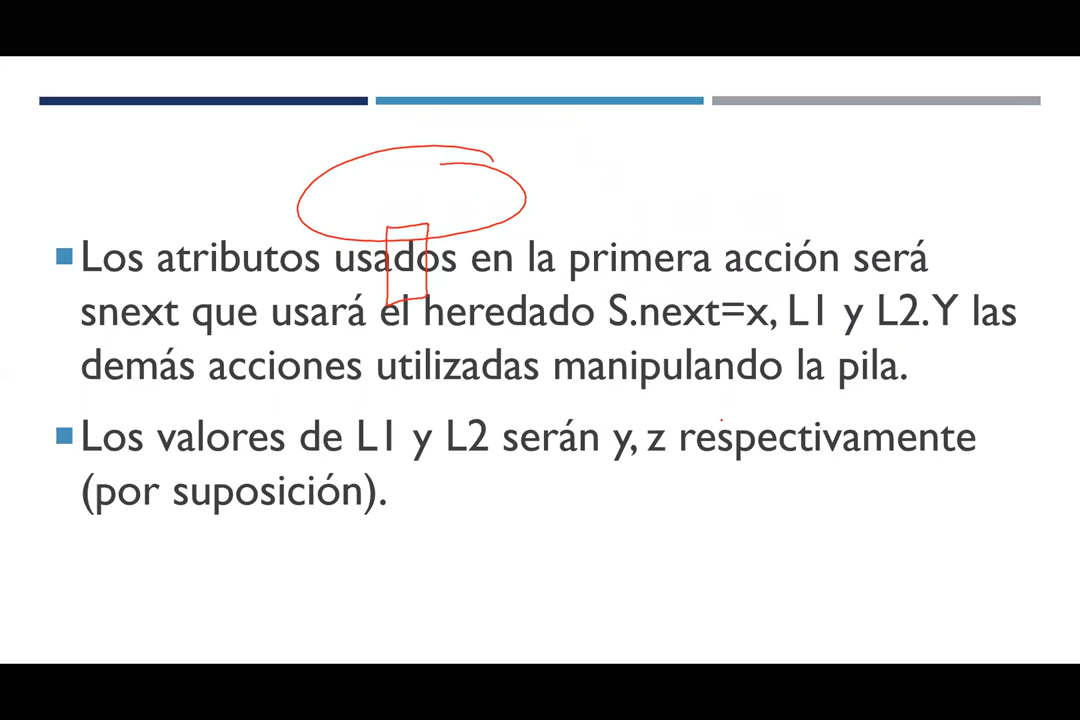 Los atributos usados en la primera acción será
snext que usará el heredado S.next=x, L1 y L2. Y las
demás acciones utilizadas manipulando la pila.
Los valores de L1 y L2 serán y, z respectivamente
(por suposición).